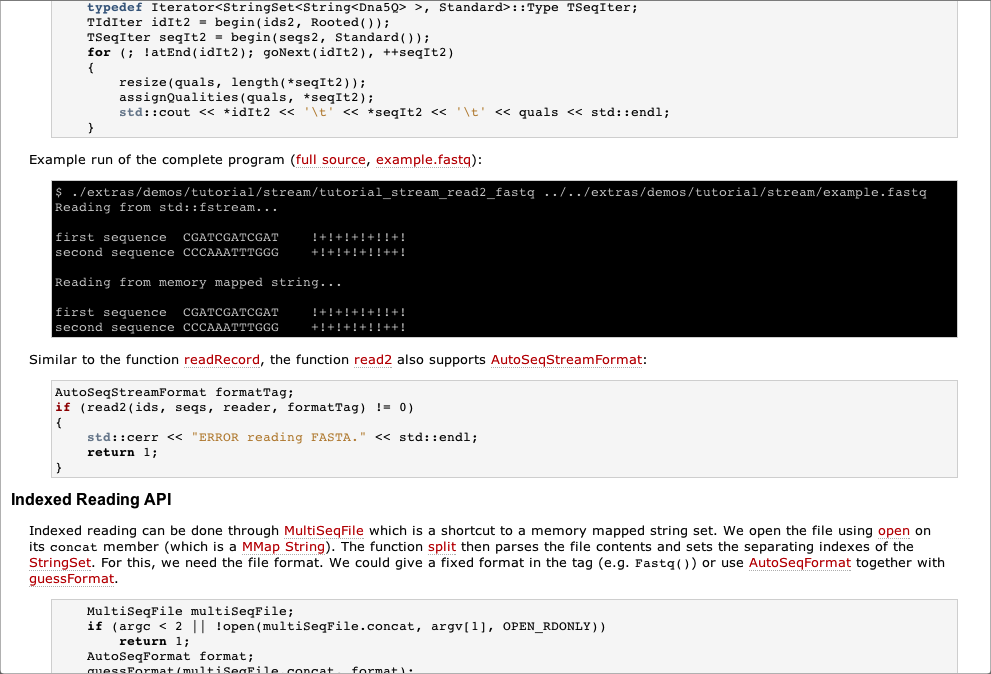 typedef Iterator<StringSet<String<Dna5Q> >, Standard>::Type TSeqIter;
TIdIter idIt2 = begin(ids2, Rooted());
TSeqIter seqIt2 = begin(seqs2, Standard());
for (; !atEnd(idIt2); goNext(idIt2), ++seqIt2)
{
    resize(quals, length(*seqIt2));
    assignQualities(quals, *seqIt2);
    std::cout << *idIt2 << '\t' << *seqIt2 << '\t' << quals << std::endl;
}
Example run of the complete program (full source, example.fastq):
$ ./extras/demos/tutorial/stream/tutorial_stream_read2_fastq ../../extras/demos/tutorial/stream/example.fastq
Reading from std::fstream...
first sequence  CGATCGATCGAT    !+!+!+!+!!+!
second sequence CCCAAATTTGGG    +!+!+!+!!++!
Reading from memory mapped string...
first sequence  CGATCGATCGAT    !+!+!+!+!!+!
second sequence CCCAAATTTGGG    +!+!+!+!!++!
Similar to the function readRecord, the function read2 also supports AutoSeqStreamFormat:
AutoSeqStreamFormat formatTag;
if (read2(ids, seqs, reader, formatTag) != 0)
{
    std::cerr << "ERROR reading FASTA." << std::endl;
    return 1;
}
Indexed Reading API
Indexed reading can be done through MultiSeqFile which is a shortcut to a memory mapped string set. We open the file using open on
its concat member (which is a MMap String). The function split then parses the file contents and sets the separating indexes of the
StringSet. For this, we need the file format. We could give a fixed format in the tag (e.g. Fastq()) or use AutoSeqFormat together with
guessFormat.
MultiSeqFile multiSeqFile;
if (argc < 2 || !open(multiSeqFile.concat, argv[1], OPEN_RDONLY))
    return 1;
AutoSeqFormat format;
guessFormat(multiSeqFile.concat, format);